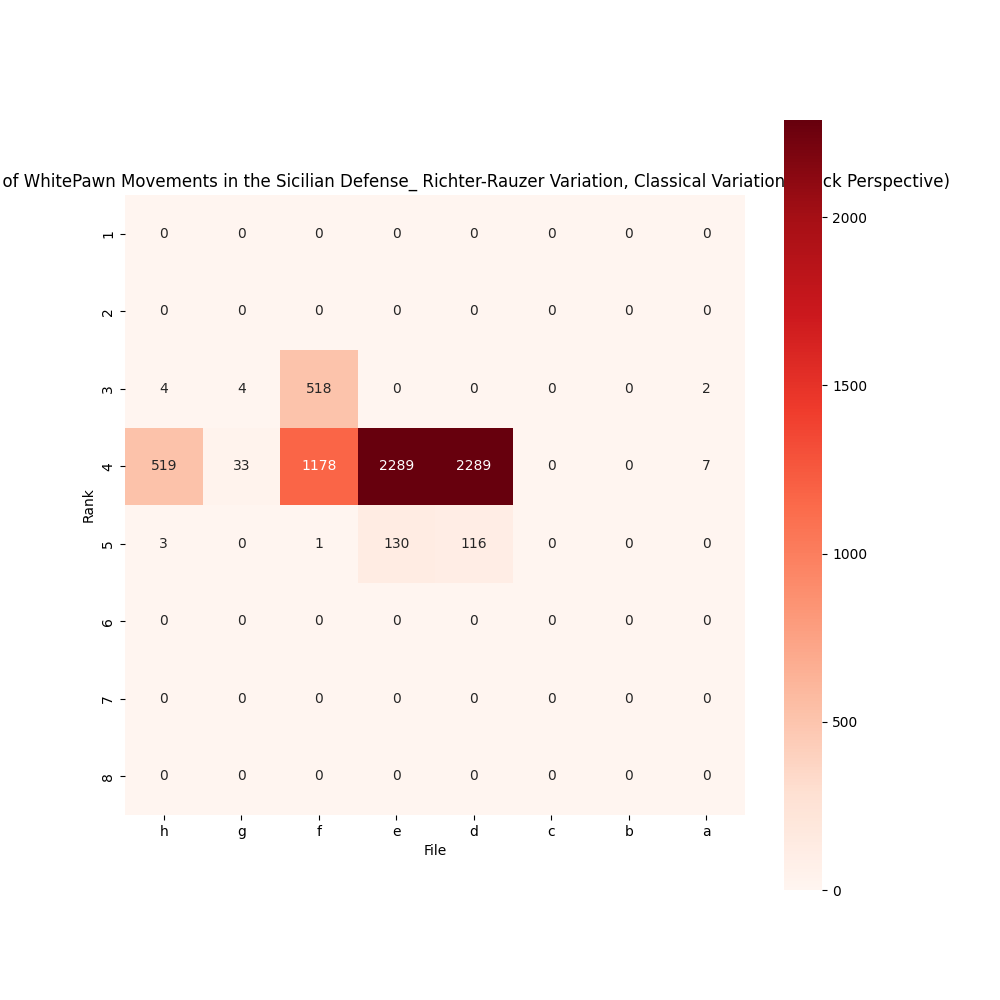 of WhitePawn Movements in the Sicilian Defense_ Richter-Rauzer Variation, Classical Variation ck Perspective)
1 0 0 0 0 0 0 0 0
2 0 0 0 0 0 0 0 0
3 4 4 518 0 0 0 0 2
4 519 33 1178 2289 2289 0 0 7
5 3 0 1 130 116 0 0 0
6 0 0 0 0 0 0 0 0
7 0 0 0 0 0 0 0 0
8 0 0 0 0 0 0 0 0
h g f e d c b a
File
Rank
2000
1500
1000
500
0